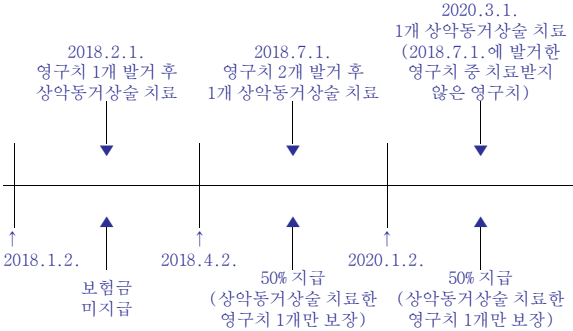 2020.3.1.
1개 상악동거상술 치료
(2018.7.1.에 발거한
영구치 중 치료받지
않은 영구치)
2018.2.1.
영구치 1개 발거 후
상악동거상술 치료
2018.7.1.
영구치 2개 발거 후
1개 상악동거상술 치료
↑
2018.1.2.
↑
2018.4.2.
↑
2020.1.2.
보험금
미지급
50% 지급
(상악동거상술 치료한
영구치 1개만 보장)
50% 지급
(상악동거상술 치료한
영구치 1개만 보장)